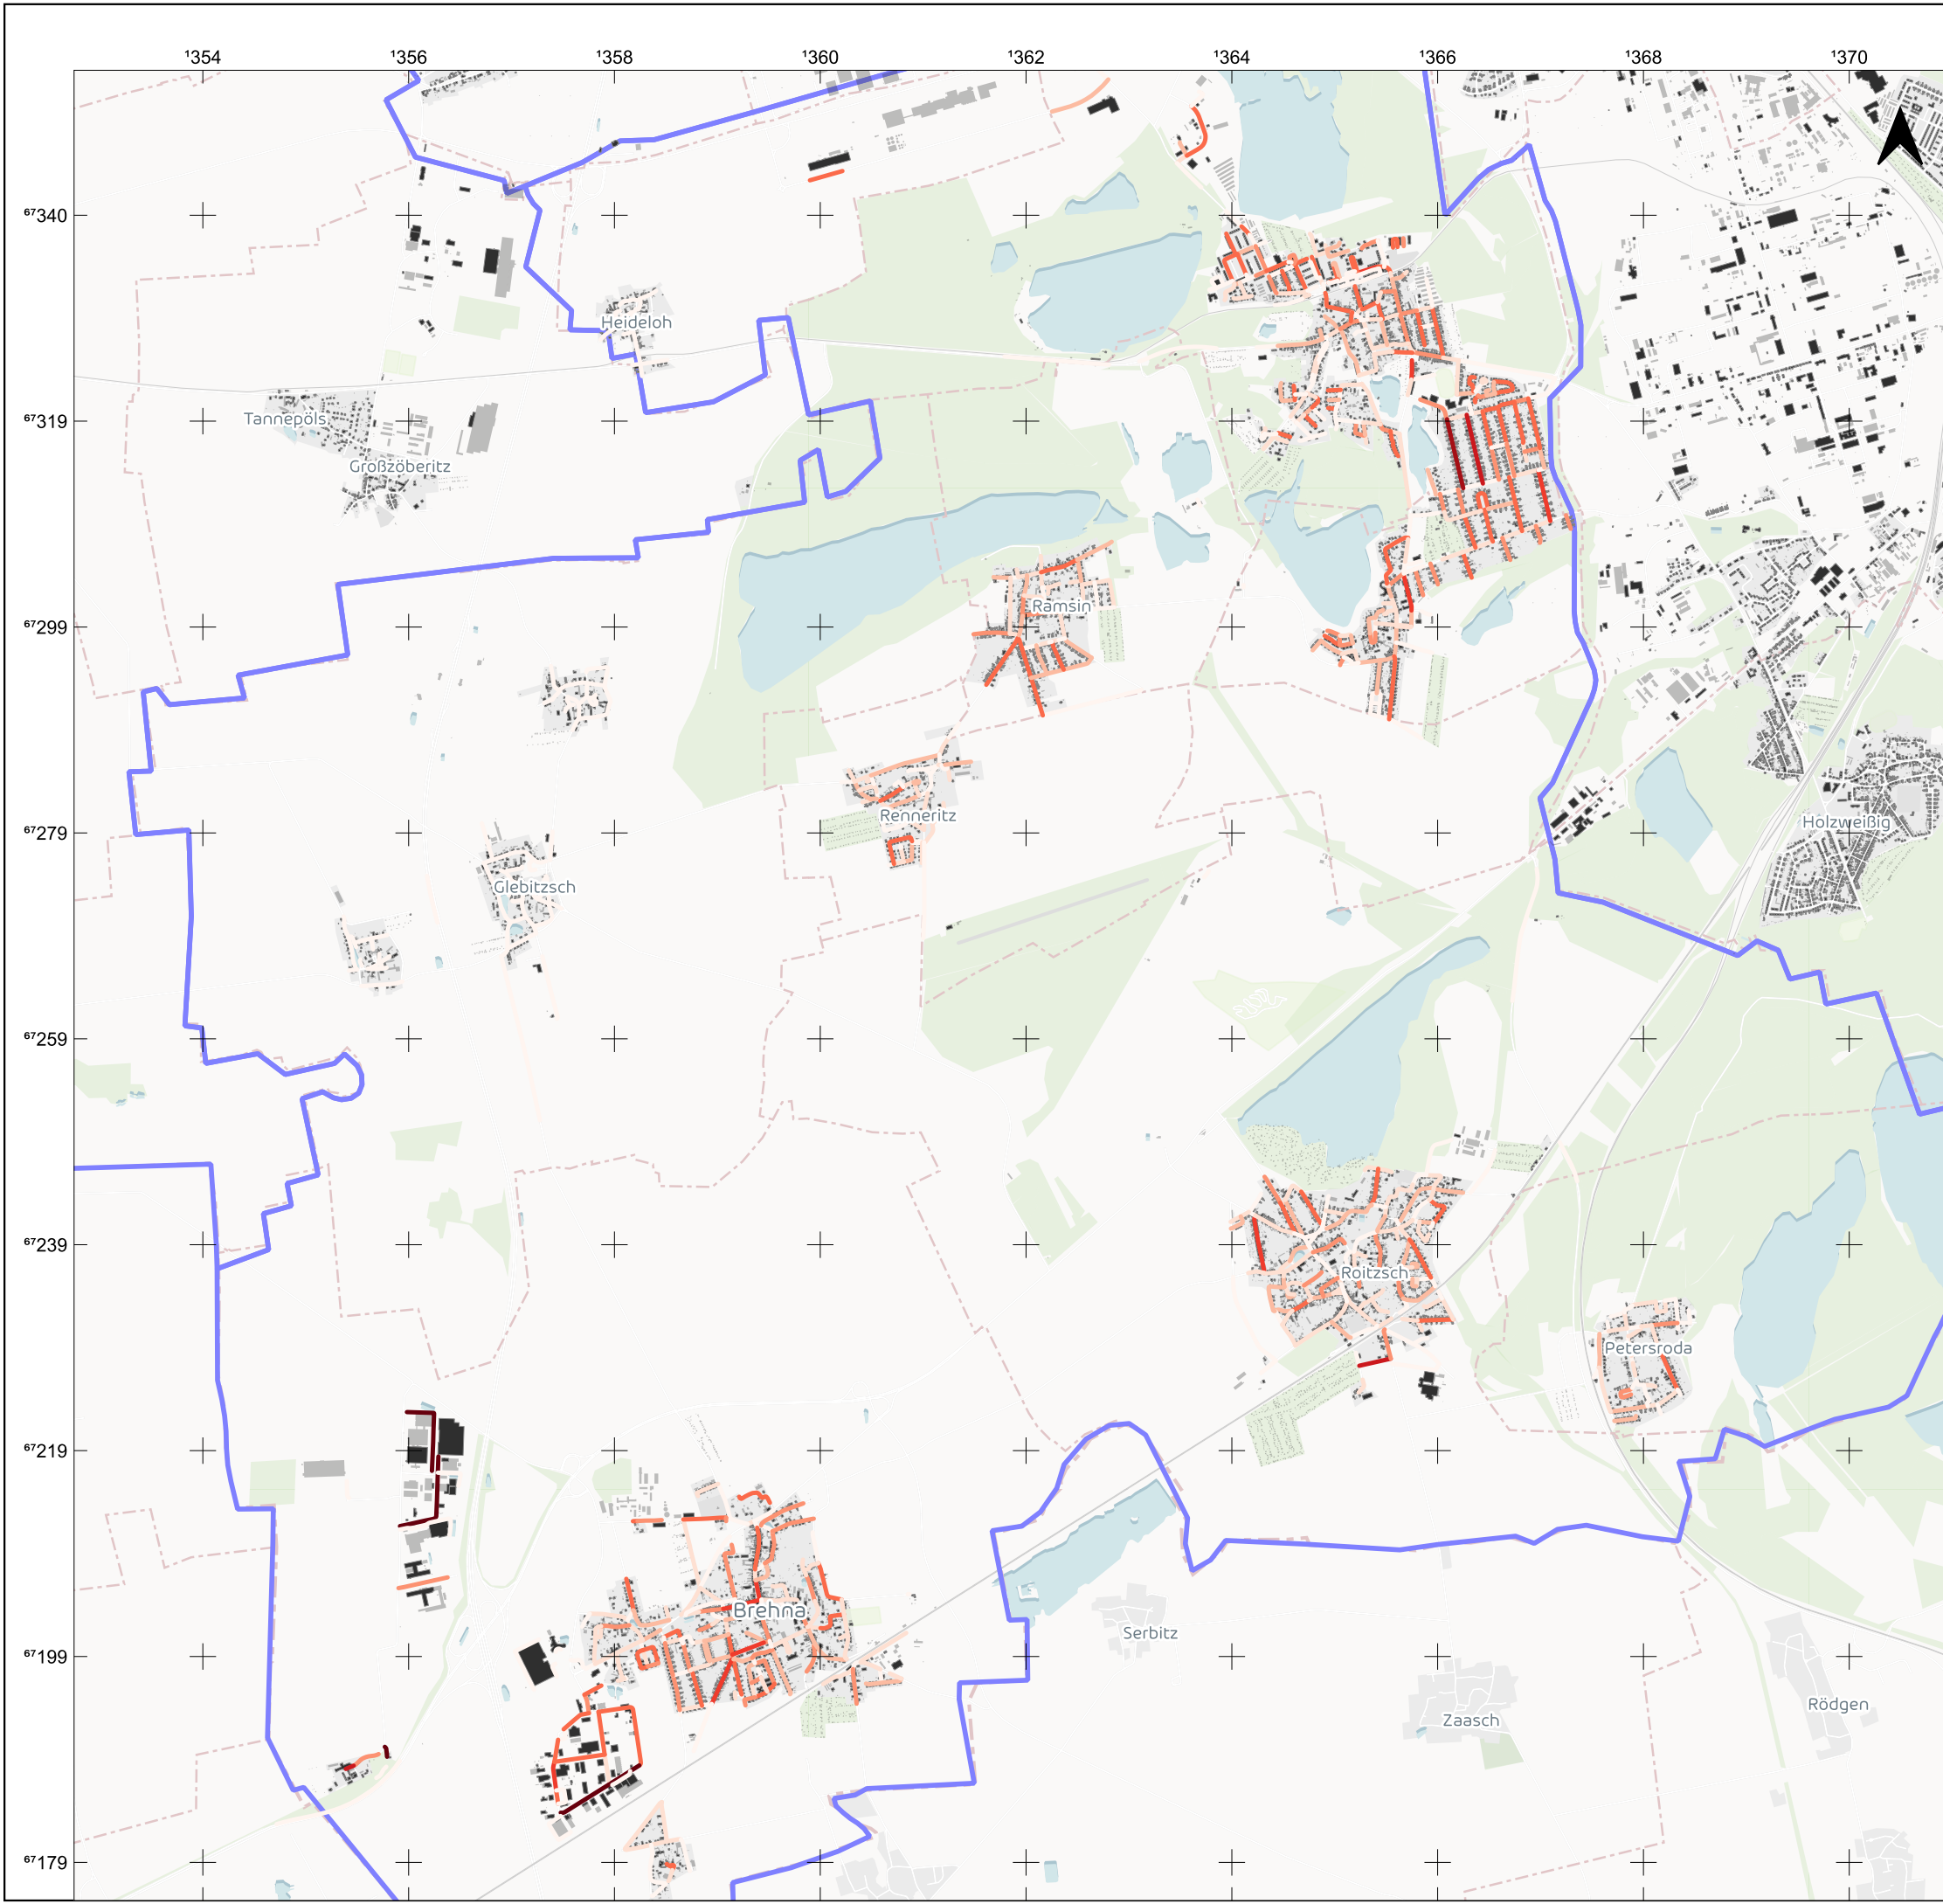 ¹354 ¹356 ¹358 ¹360 ¹362 ¹364 ¹366 ¹368 ¹370
⁶⁷340
Heideloh
⁶⁷319
Tannepöls
Großzöberitz
Ramsin
⁶⁷299
Renneritz
Holzweißig
⁶⁷279
Glebitzsch
⁶⁷259
⁶⁷239
Roitzsch
Petersroda
⁶⁷219
Brehna
Serbitz
⁶⁷199
Rödgen
Zaasch
⁶⁷179